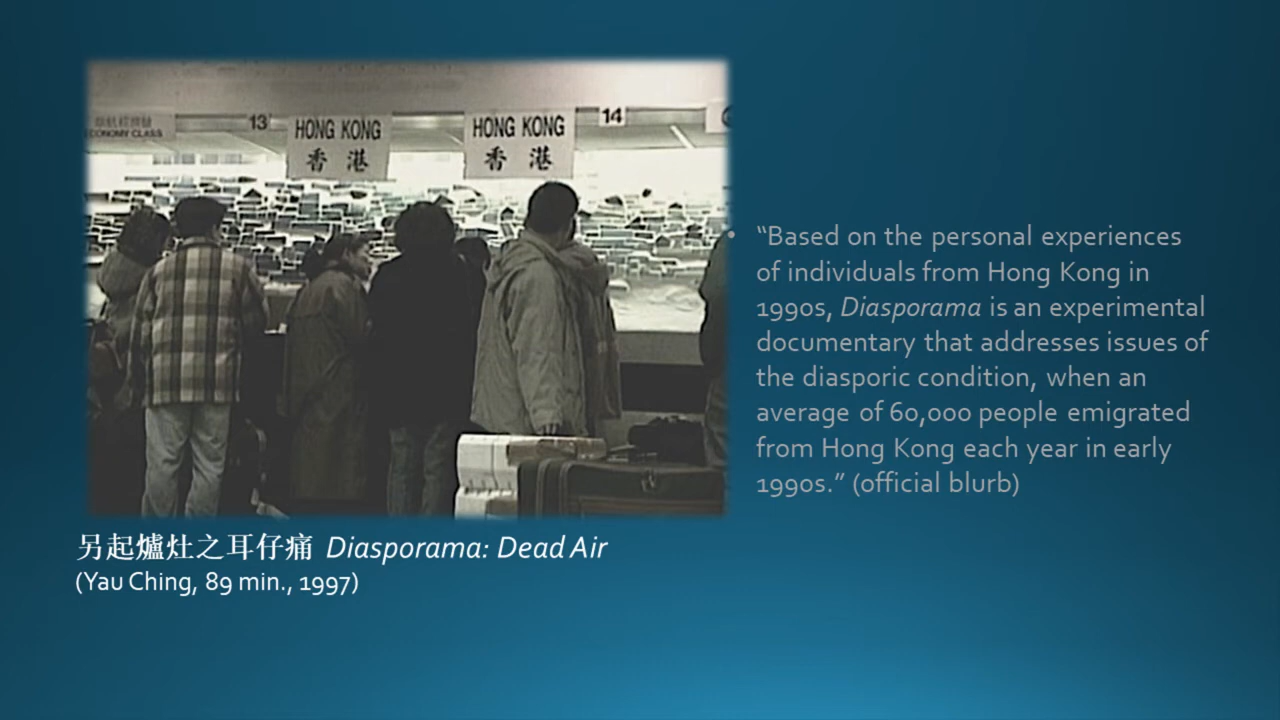 ECONOMY CLASS
13
HONG KONG
香港
HONG KONG
香港
14
“Based on the personal experiences
of individuals from Hong Kong in
1990s, Diasporama is an experimental
documentary that addresses issues of
the diasporic condition, when an
average of 60,000 people emigrated
from Hong Kong each year in early
1990s.” (official blurb)
另起爐灶之耳仔痛 Diasporama: Dead Air
(Yau Ching, 89 min., 1997)